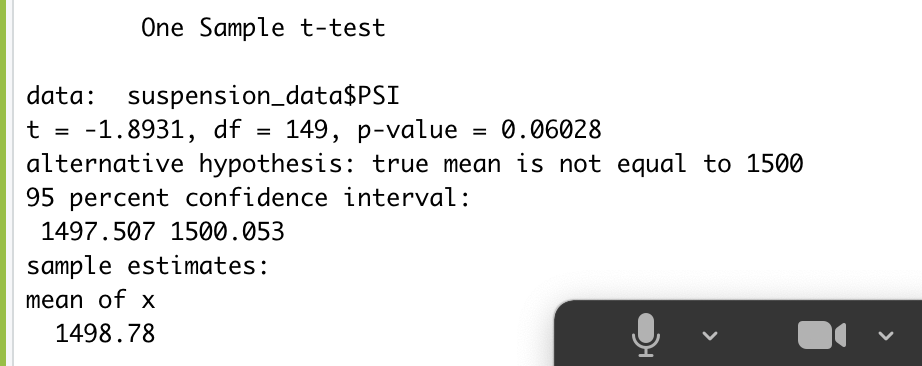 One Sample t-test
data:  suspension_data$PSI
t = -1.8931, df = 149, p-value = 0.06028
alternative hypothesis: true mean is not equal to 1500
95 percent confidence interval:
1497.507 1500.053
sample estimates:
mean of x
1498.78